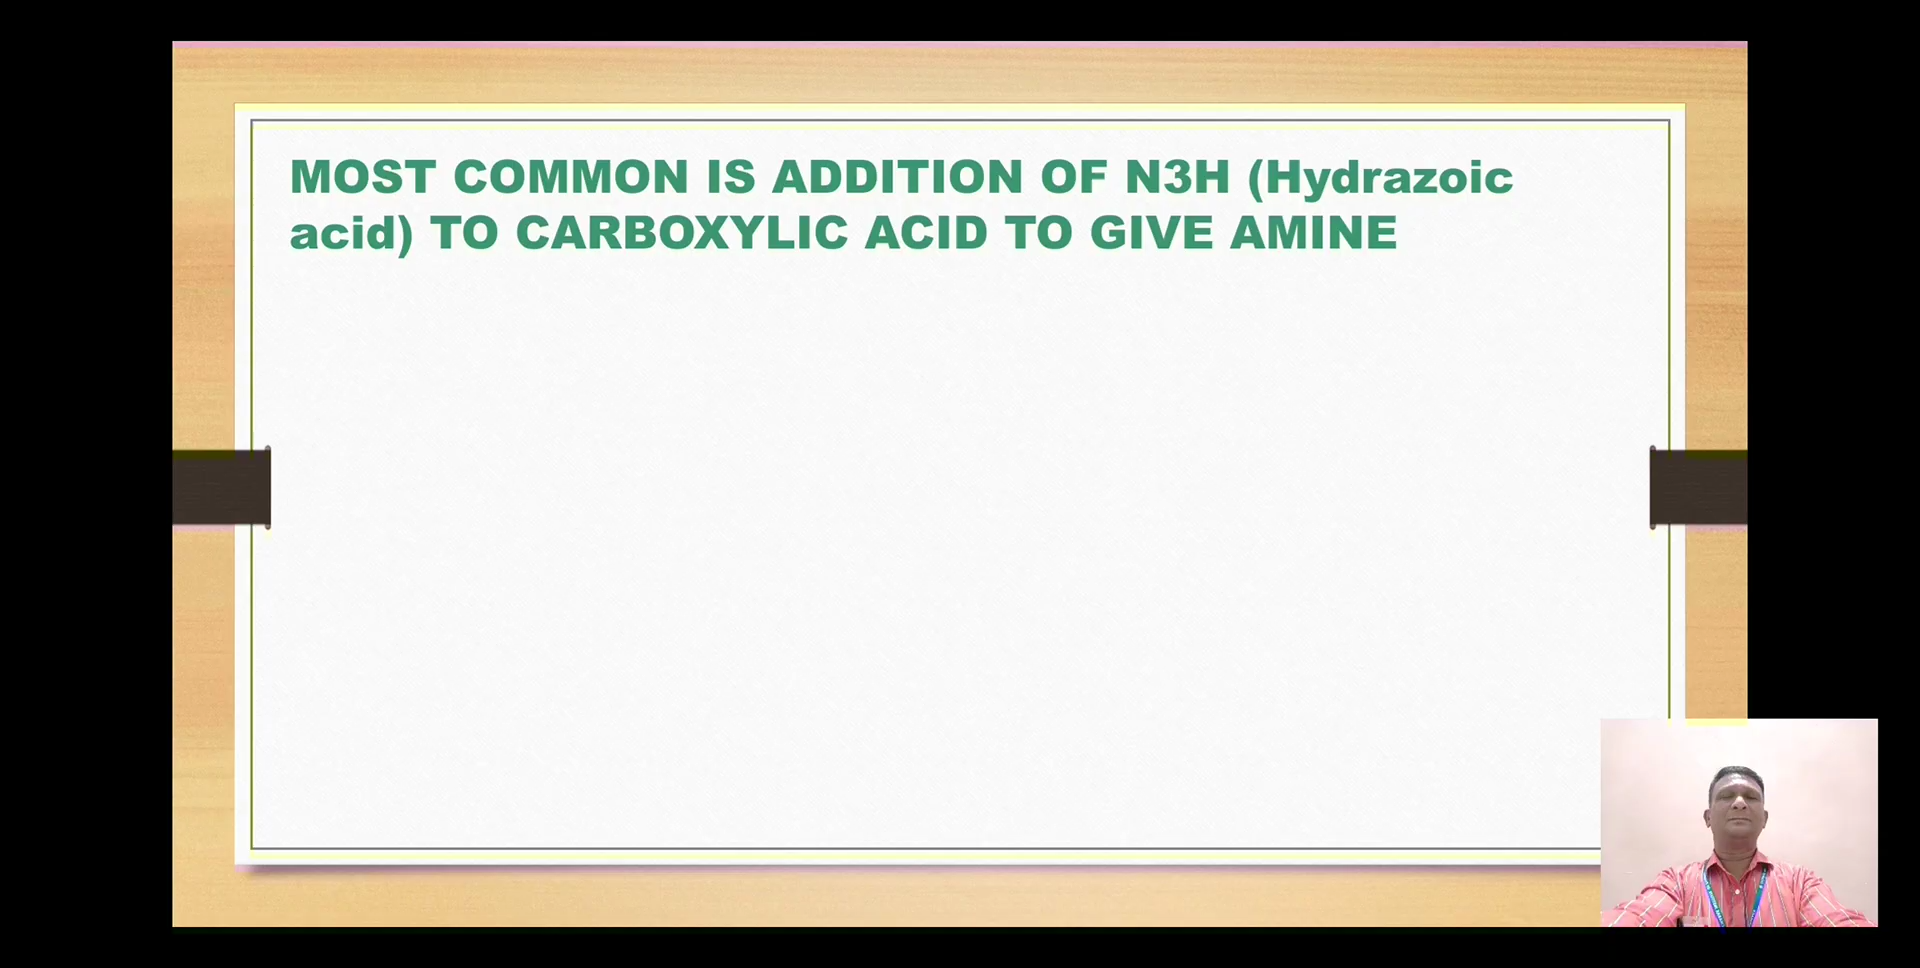 MOST COMMON IS ADDITION OF N3H (Hydrazoic
acid) TO CARBOXYLIC ACID TO GIVE AMINE